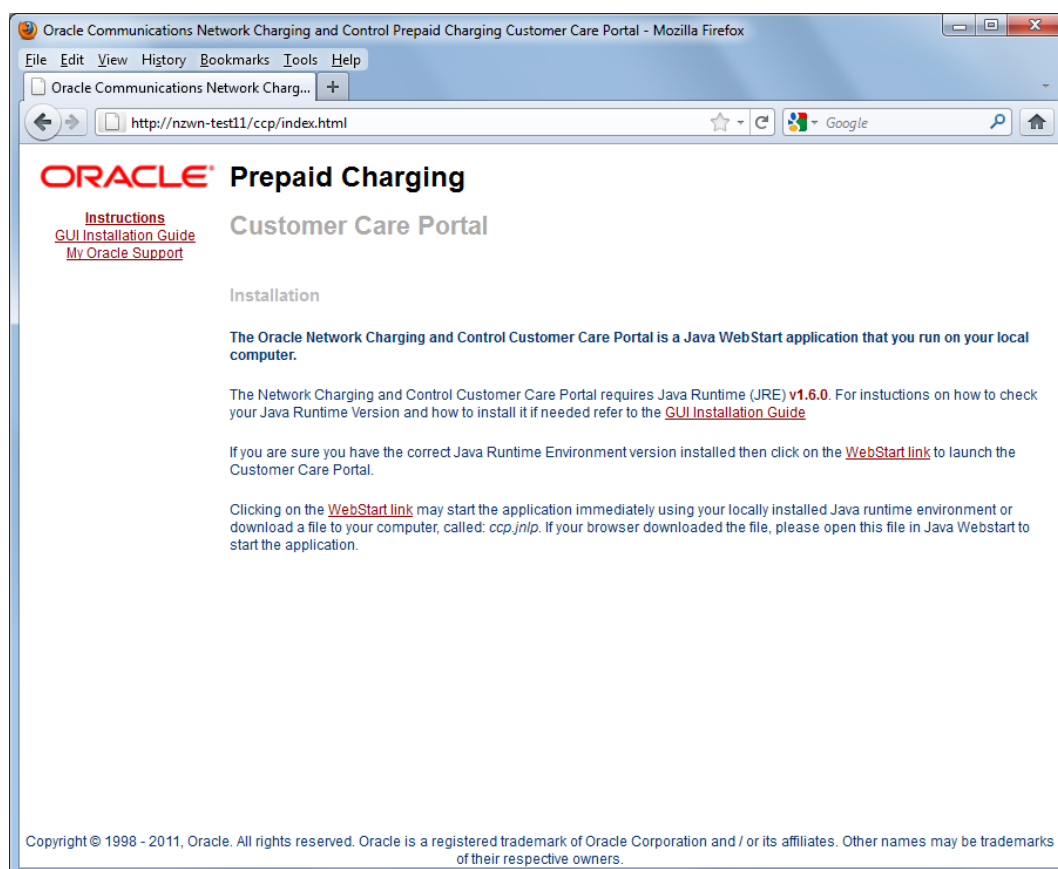 Oracle Communications Network Charging and Control Prepaid Charging Customer Care Portal - Mozilla Firefox
File Edit View History Bookmarks Tools Help
Oracle Communications Network Charg... +
http://nzwn-test11/ccp/index.html
Google
ORACLE® Prepaid Charging
Instructions
GUI Installation Guide
My Oracle Support
Customer Care Portal
Installation
The Oracle Network Charging and Control Customer Care Portal is a Java WebStart application that you run on your local
computer.
The Network Charging and Control Customer Care Portal requires Java Runtime (JRE) v1.6.0. For instuctions on how to check
your Java Runtime Version and how to install it if needed refer to the GUI Installation Guide
If you are sure you have the correct Java Runtime Environment version installed then click on the WebStart link to launch the
Customer Care Portal.
Clicking on the WebStart link may start the application immediately using your locally installed Java runtime environment or
download a file to your computer, called: ccp.jnlp. If your browser downloaded the file, please open this file in Java Webstart to
start the application.
Copyright © 1998 - 2011, Oracle. All rights reserved. Oracle is a registered trademark of Oracle Corporation and / or its affiliates. Other names may be trademarks
of their respective owners.